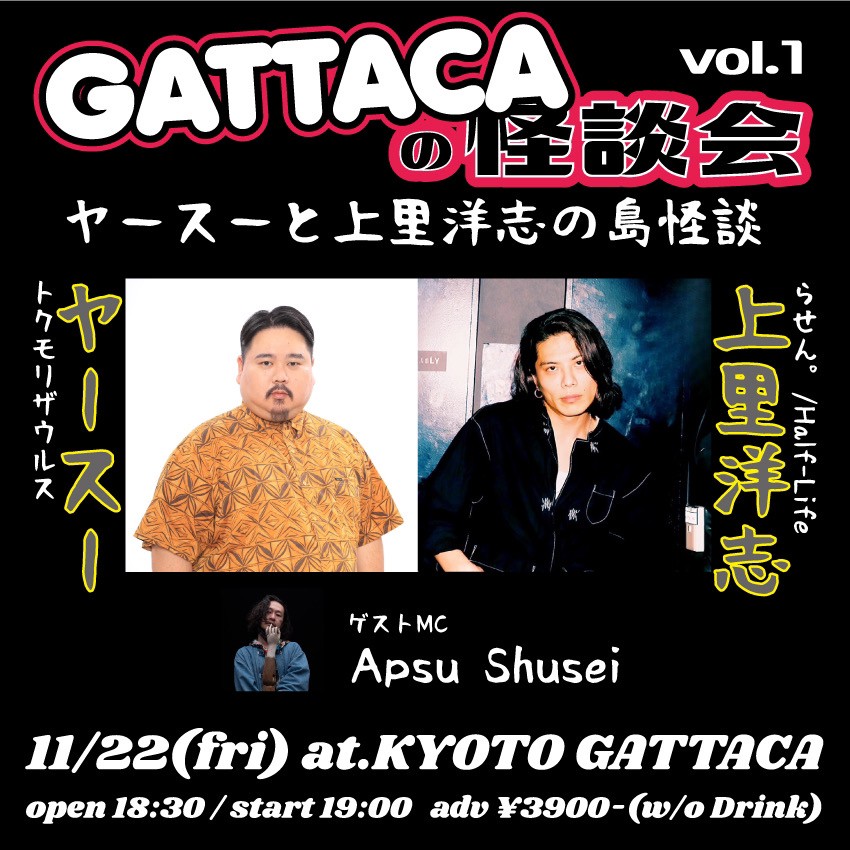 GATTACA vol.1
の怪談会
ヤースーと上里洋志の島怪談
ヤースー
トクモリザウルス
らせん。/Half-Life
上里洋志
ゲストMC
Apsu Shusei
11/22(fri) at.KYOTO GATTACA
open 18:30 / start 19:00 adv ¥3900-(w/o Drink)